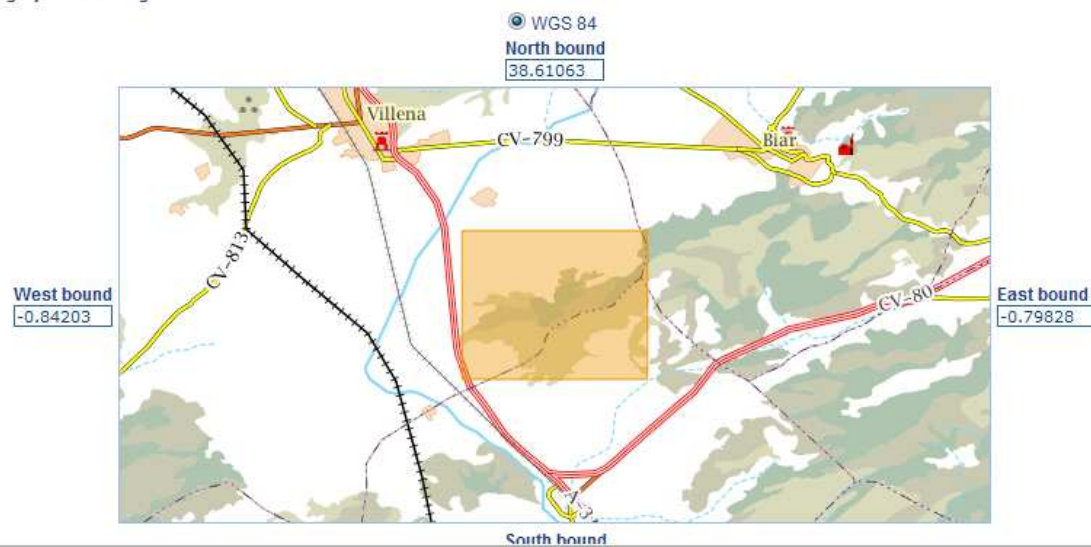 WGS 84
North bound
38.61063
Villena
CV-799
Biar
CV-813
West bound
-0.84203
CV-80
East bound
-0.79828
A-3
South bound